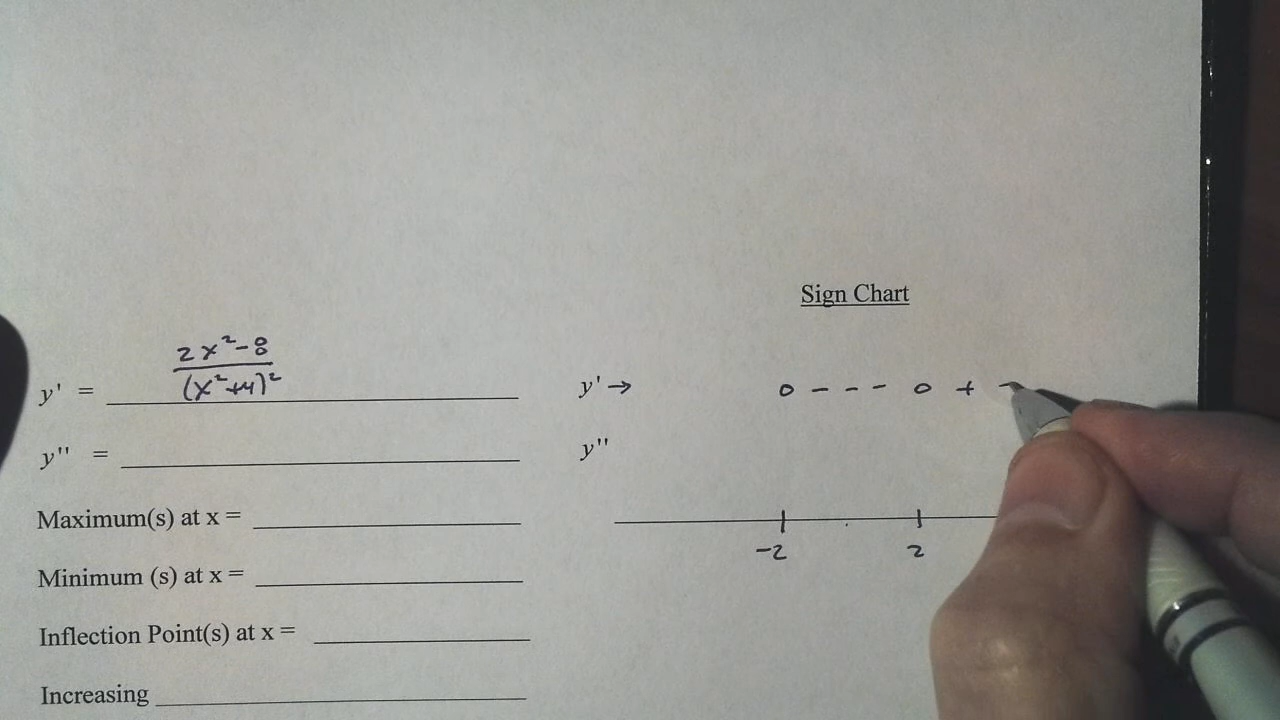 Sign Chart
y' = 2x²-8 / (x²+4)²
y' → 0 - - - 0 + -
y'' =
y''
Maximum(s) at x =
-2 2
Minimum (s) at x =
Inflection Point(s) at x =
Increasing